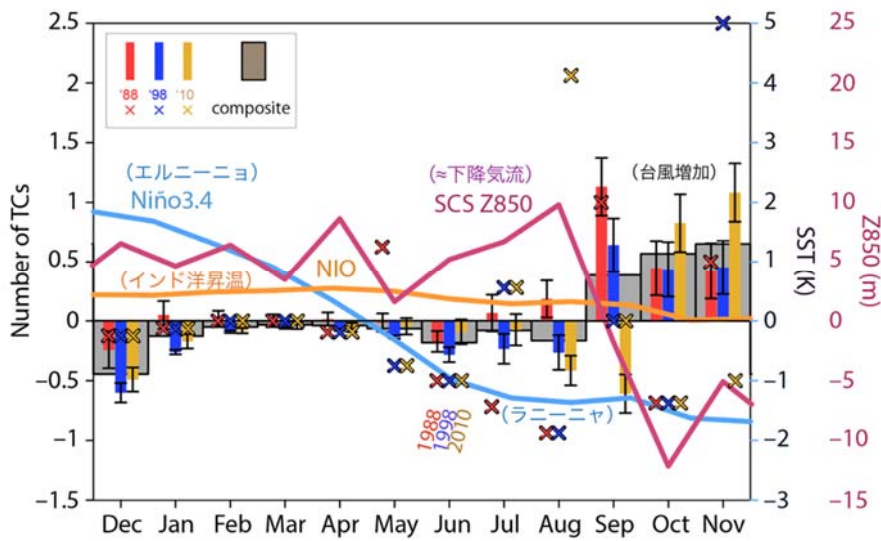 2.5
2
1.5
1
0.5
0
−0.5
−1
−1.5
Number of TCs
'88 '98 '10
composite
(エルニーニョ)
Niño3.4
(インド洋昇温)
NIO
(≈下降気流)
SCS Z850
(台風増加)
(ラニーニャ)
1988
1998
2010
5
4
3
2
1
0
−1
−2
−3
SST (K)
25
20
15
10
5
0
−5
−10
−15
Z850 (m)
Dec Jan Feb Mar Apr May Jun Jul Aug Sep Oct Nov